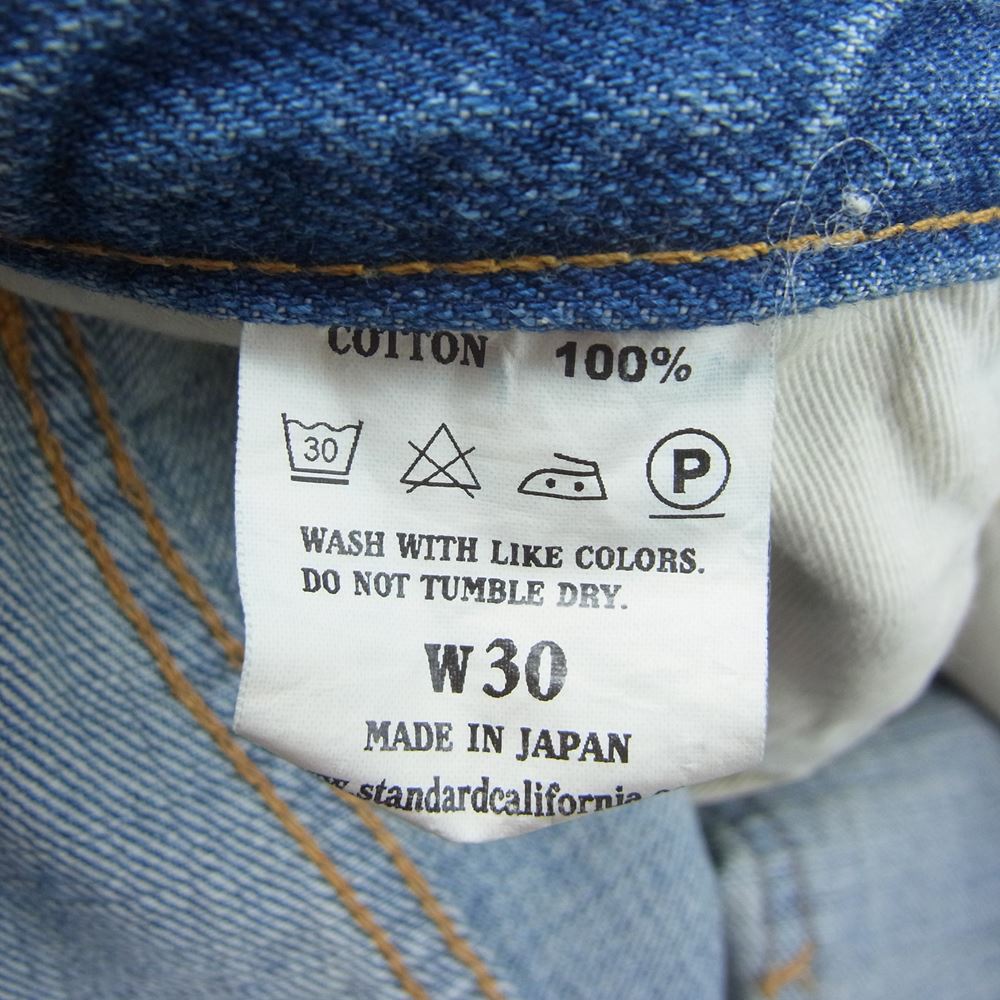 COTTON 100%
30 P
WASH WITH LIKE COLORS.
DO NOT TUMBLE DRY.
W30
MADE IN JAPAN
.standardcalifornia.